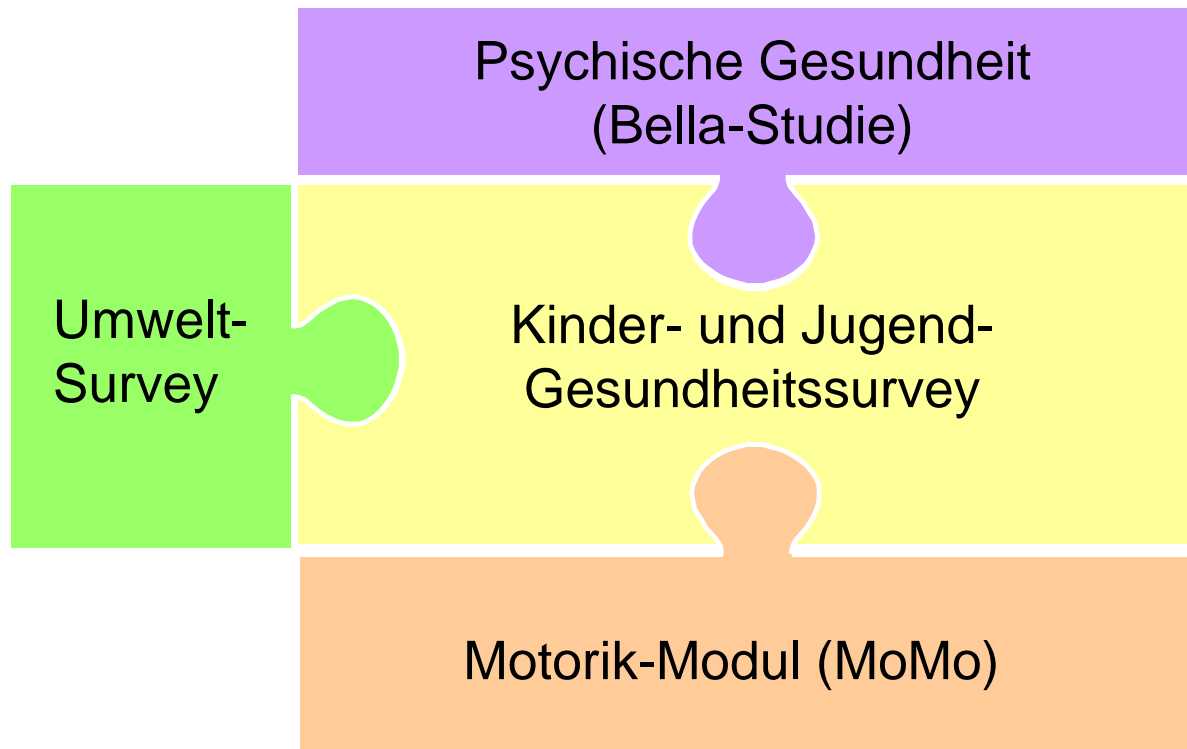 Psychische Gesundheit
(Bella-Studie)
Umwelt-
Survey
Kinder- und Jugend-
Gesundheitssurvey
Motorik-Modul (MoMo)